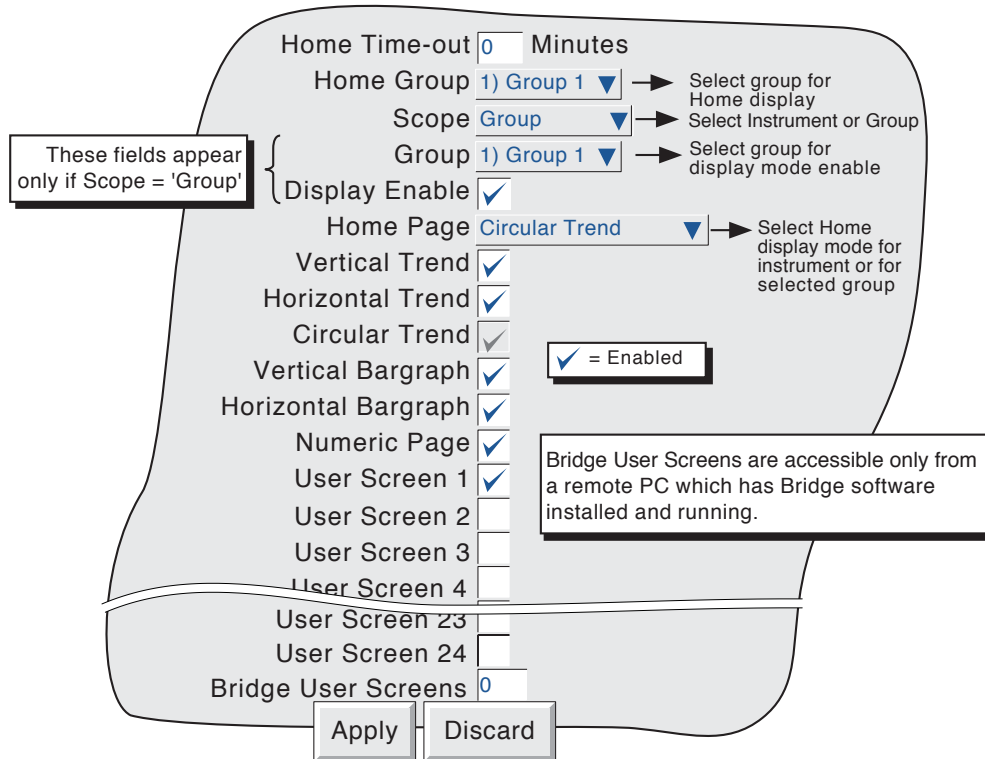 Home Time-out 0 Minutes
Home Group 1) Group 1
Select group for
Home display
Scope Group
Select Instrument or Group
These fields appear
only if Scope = 'Group'
Group 1) Group 1
Select group for
display mode enable
Display Enable
Home Page Circular Trend
Select Home
display mode for
instrument or for
selected group
Vertical Trend
Horizontal Trend
Circular Trend
= Enabled
Vertical Bargraph
Horizontal Bargraph
Numeric Page
User Screen 1
Bridge User Screens are accessible only from
a remote PC which has Bridge software
installed and running.
User Screen 2
User Screen 3
User Screen 4
User Screen 23
User Screen 24
Bridge User Screens 0
Apply Discard